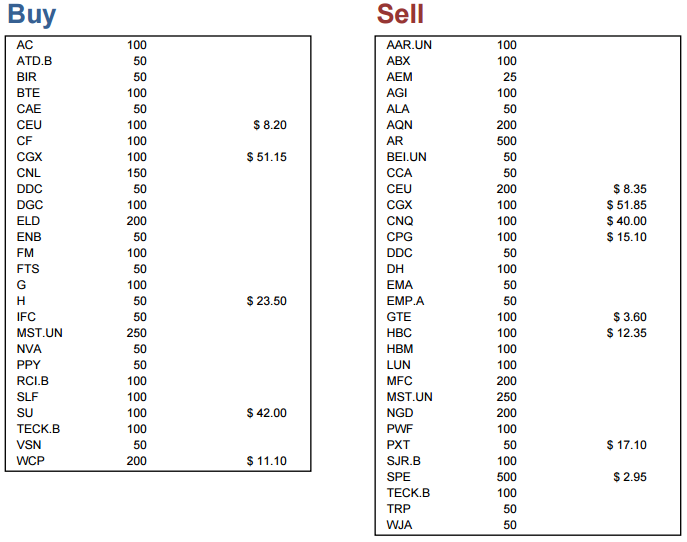 Buy
AC 100
ATD.B 50
BIR 50
BTE 100
CAE 50
CEU 100 $ 8.20
CF 100
CGX 100 $ 51.15
CNL 150
DDC 50
DGC 100
ELD 200
ENB 50
FM 100
FTS 50
G 100
H 50 $ 23.50
IFC 50
MST.UN 250
NVA 50
PPY 50
RCI.B 100
SLF 100
SU 100 $ 42.00
TECK.B 100
VSN 50
WCP 200 $ 11.10
Sell
AAR.UN 100
ABX 100
AEM 25
AGI 100
ALA 50
AQN 200
AR 500
BEI.UN 50
CCA 50
CEU 200 $ 8.35
CGX 100 $ 51.85
CNQ 100 $ 40.00
CPG 100 $ 15.10
DDC 50
DH 100
EMA 50
EMP.A 50
GTE 100 $ 3.60
HBC 100 $ 12.35
HBM 100
LUN 100
MFC 200
MST.UN 250
NGD 200
PWF 100
PXT 50 $ 17.10
SJR.B 100
SPE 500 $ 2.95
TECK.B 100
TRP 50
WJA 50